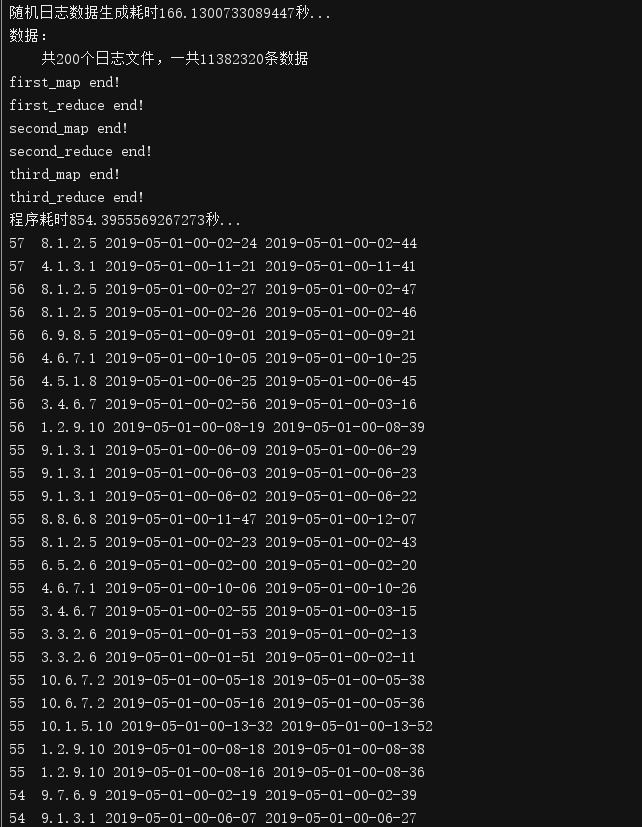 随机日志数据生成耗时166.1300733089447秒...
数据:
共200个日志文件, 一共11382320条数据
first_map end!
first_reduce end!
second_map end!
second_reduce end!
third_map end!
third_reduce end!
程序耗时854.3955569267273秒...
57 8.1.2.5 2019-05-01-00-02-24 2019-05-01-00-02-44
57 4.1.3.1 2019-05-01-00-11-21 2019-05-01-00-11-41
56 8.1.2.5 2019-05-01-00-02-27 2019-05-01-00-02-47
56 8.1.2.5 2019-05-01-00-02-26 2019-05-01-00-02-46
56 6.9.8.5 2019-05-01-00-09-01 2019-05-01-00-09-21
56 4.6.7.1 2019-05-01-00-10-05 2019-05-01-00-10-25
56 4.5.1.8 2019-05-01-00-06-25 2019-05-01-00-06-45
56 3.4.6.7 2019-05-01-00-02-56 2019-05-01-00-03-16
56 1.2.9.10 2019-05-01-00-08-19 2019-05-01-00-08-39
55 9.1.3.1 2019-05-01-00-06-09 2019-05-01-00-06-29
55 9.1.3.1 2019-05-01-00-06-03 2019-05-01-00-06-23
55 9.1.3.1 2019-05-01-00-06-02 2019-05-01-00-06-22
55 8.8.6.8 2019-05-01-00-11-47 2019-05-01-00-12-07
55 8.1.2.5 2019-05-01-00-02-23 2019-05-01-00-02-43
55 6.5.2.6 2019-05-01-00-02-00 2019-05-01-00-02-20
55 4.6.7.1 2019-05-01-00-10-06 2019-05-01-00-10-26
55 3.4.6.7 2019-05-01-00-02-55 2019-05-01-00-03-15
55 3.3.2.6 2019-05-01-00-01-53 2019-05-01-00-02-13
55 3.3.2.6 2019-05-01-00-01-51 2019-05-01-00-02-11
55 10.6.7.2 2019-05-01-00-05-18 2019-05-01-00-05-38
55 10.6.7.2 2019-05-01-00-05-16 2019-05-01-00-05-36
55 10.1.5.10 2019-05-01-00-13-32 2019-05-01-00-13-52
55 1.2.9.10 2019-05-01-00-08-18 2019-05-01-00-08-38
55 1.2.9.10 2019-05-01-00-08-16 2019-05-01-00-08-36
54 9.7.6.9 2019-05-01-00-02-19 2019-05-01-00-02-39
54 9.1.3.1 2019-05-01-00-06-07 2019-05-01-00-06-27